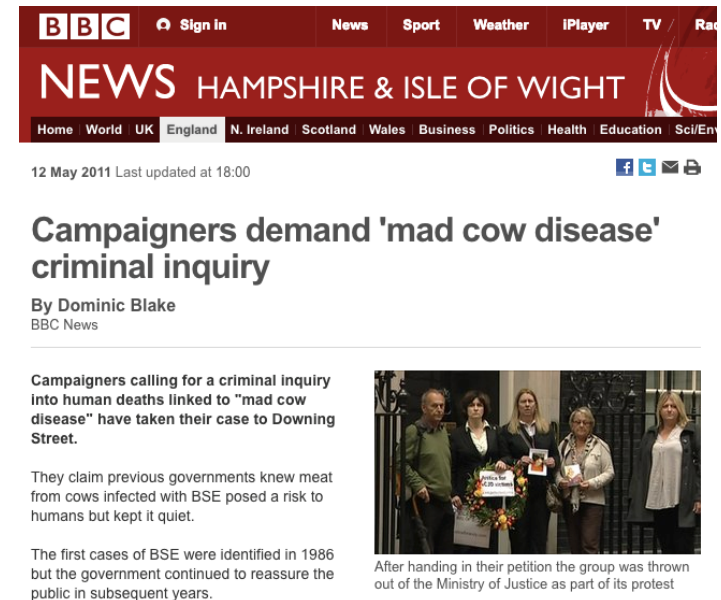 BBC Sign in News Sport Weather iPlayer TV
NEWS HAMPSHIRE & ISLE OF WIGHT
Home World UK England N. Ireland Scotland Wales Business Politics Health Education Sci/Env
12 May 2011 Last updated at 18:00
Campaigners demand 'mad cow disease'
criminal inquiry
By Dominic Blake
BBC News
Campaigners calling for a criminal inquiry
into human deaths linked to "mad cow
disease" have taken their case to Downing
Street.
They claim previous governments knew meat
from cows infected with BSE posed a risk to
humans but kept it quiet.
The first cases of BSE were identified in 1986
but the government continued to reassure the
public in subsequent years.
Justice for
After handing in their petition the group was thrown
out of the Ministry of Justice as part of its protest